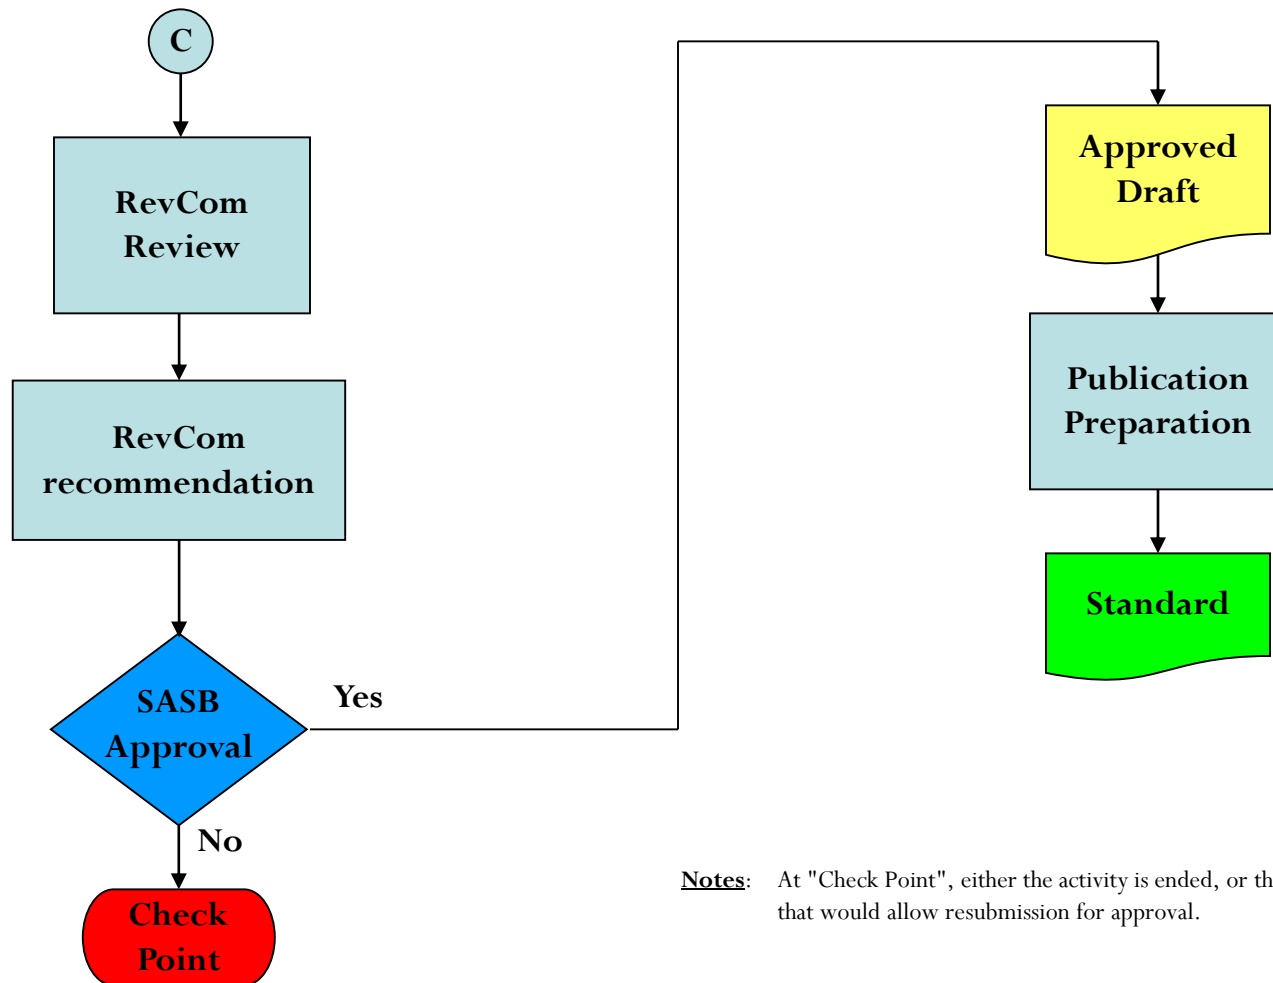 C
RevCom
Review
RevCom
recommendation
SASB
Approval
Yes
No
Check
Point
Approved
Draft
Publication
Preparation
Standard
Notes: At "Check Point", either the activity is ended, or
that would allow resubmission for approval.